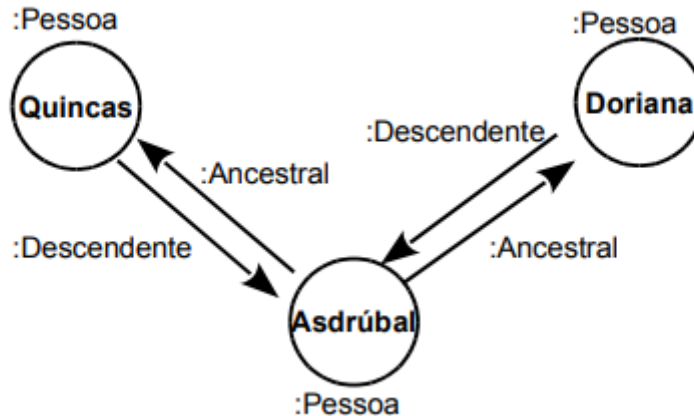 :Pessoa
Quincas
:Pessoa
Doriana
:Descendente
:Ancestral
:Descendente
:Ancestral
Asdrúbal
:Pessoa